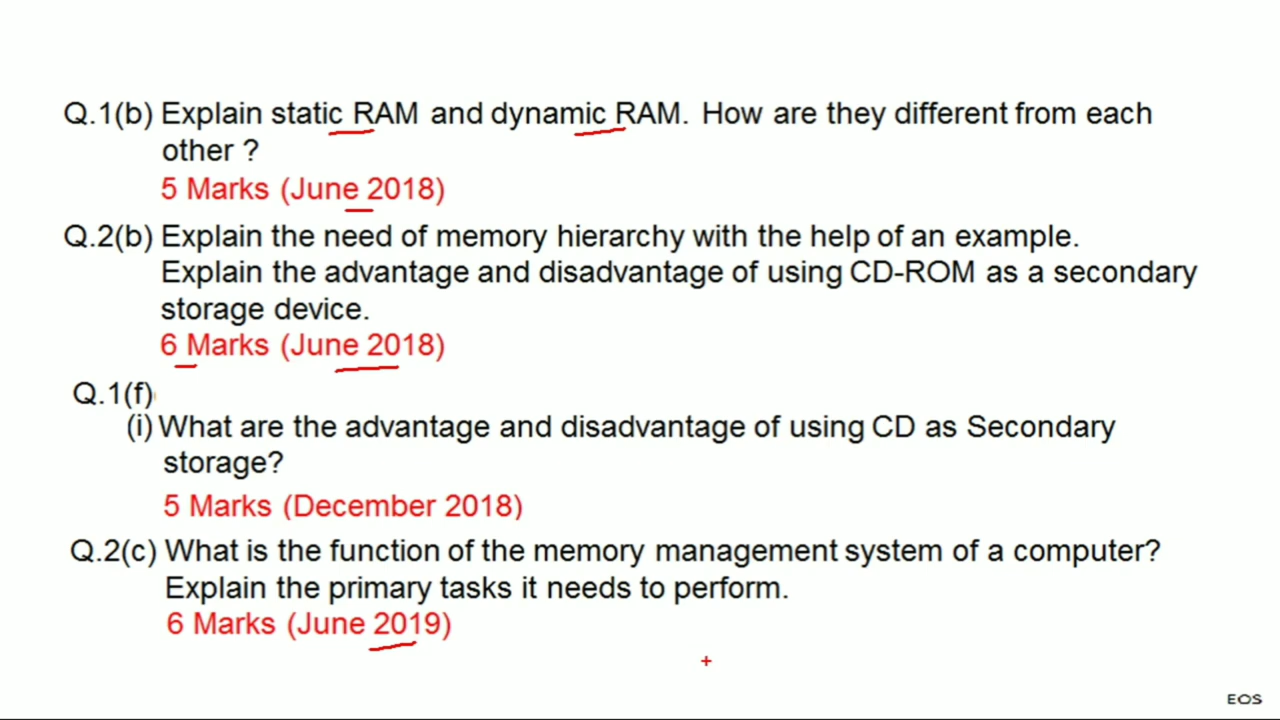 Q.1(b) Explain static RAM and dynamic RAM. How are they different from each
other ?
5 Marks (June 2018)
Q.2(b) Explain the need of memory hierarchy with the help of an example.
Explain the advantage and disadvantage of using CD-ROM as a secondary
storage device.
6 Marks (June 2018)
Q.1(f)
(i) What are the advantage and disadvantage of using CD as Secondary
storage?
5 Marks (December 2018)
Q.2(c) What is the function of the memory management system of a computer?
Explain the primary tasks it needs to perform.
6 Marks (June 2019)
EOS